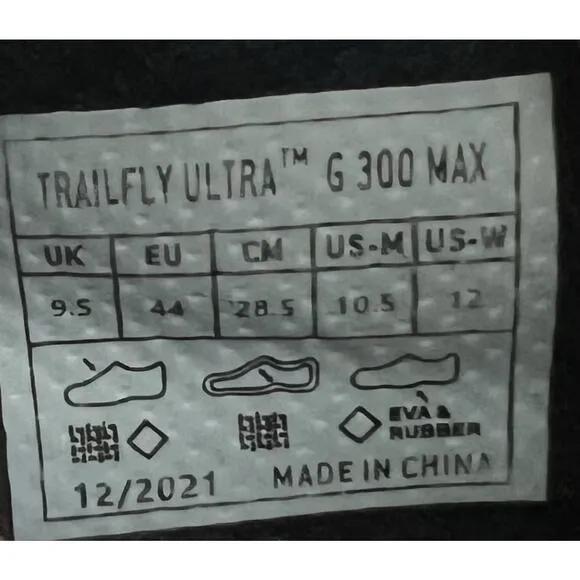 TRAILFLY ULTRA™ G 300 MAX
UK EU CM US-M US-W
9.5 44 28.5 10.5 12
EVA &
RUBBER
12/2021 MADE IN CHINA